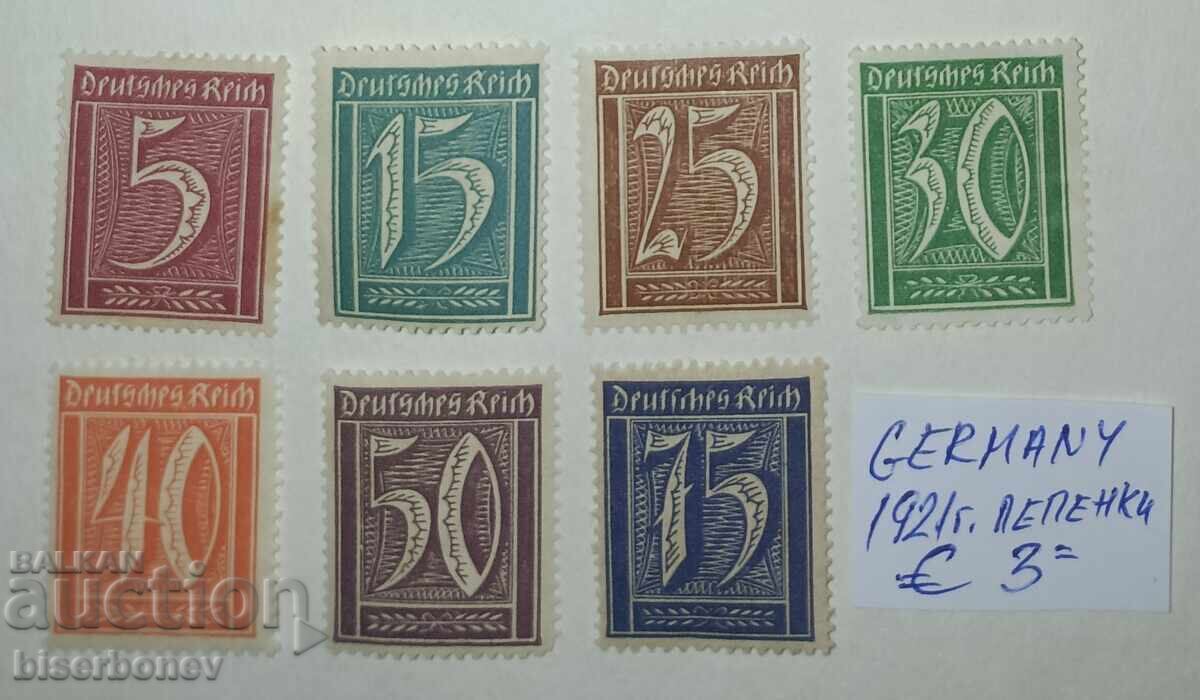 Deutsches Reich
5
Deutsches Reich
15
Deutsches Reich
25
Deutsches Reich
30
Deutsches Reich
40
Deutsches Reich
50
Deutsches Reich
75
GERMANY
1921г. ЛЕПЕНКИ
€ 3=
BALKAN
auction
biserbonev